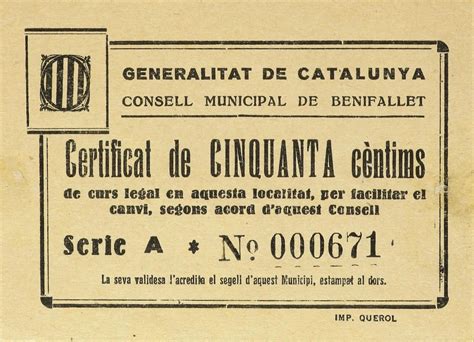 GENERALITAT DE CATALUNYA
CONSELL MUNICIPAL DE BENIFALLET
Certificat de CINQUANTA cèntims
de curs legal en aquesta localitat, per facilitar el
canvi, segons acord d'aquest Consell
Serie A * No 000671
La seva validesa l'acredita el segell d'aquest Municipi, estampat al dors.
IMP. QUEROL